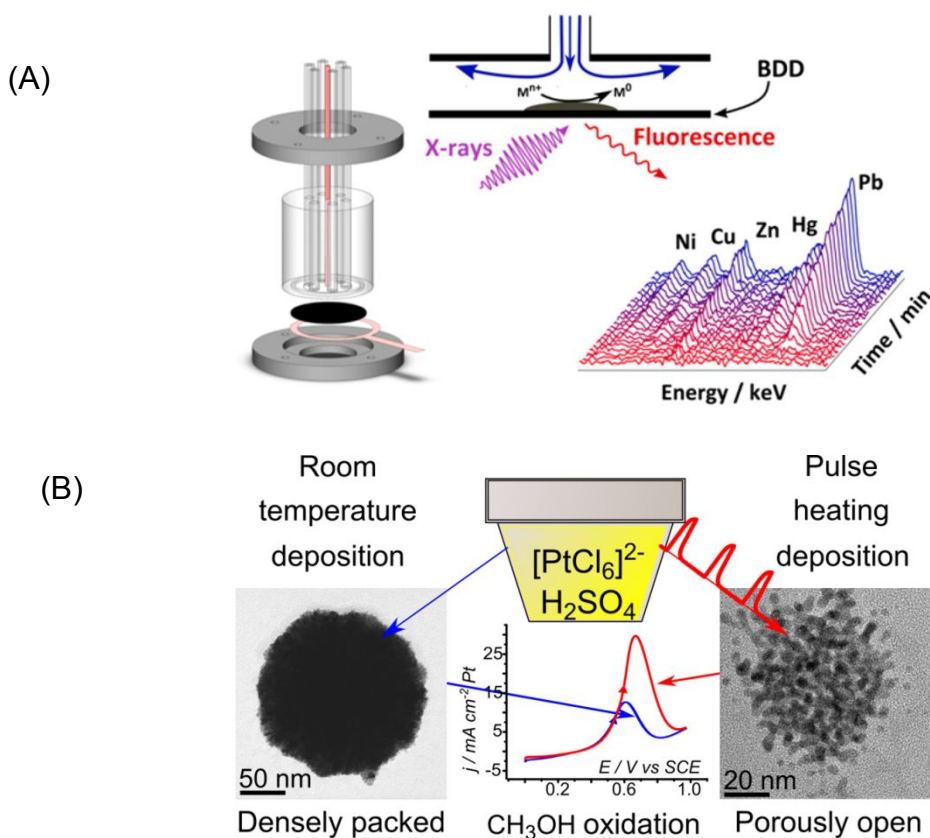 (A)
BDD
Mⁿ⁺ M⁰
X-rays
Fluorescence
Ni Cu Zn Hg Pb
Time / min
Energy / keV
(B)
Room
temperature
deposition
[PtCl₆]²⁻
H₂SO₄
Pulse
heating
deposition
j / mA cm⁻² Pt
25
15
5
-5
0.2 0.6 1.0
E / V vs SCE
50 nm
20 nm
Densely packed
CH₃OH oxidation
Porously open